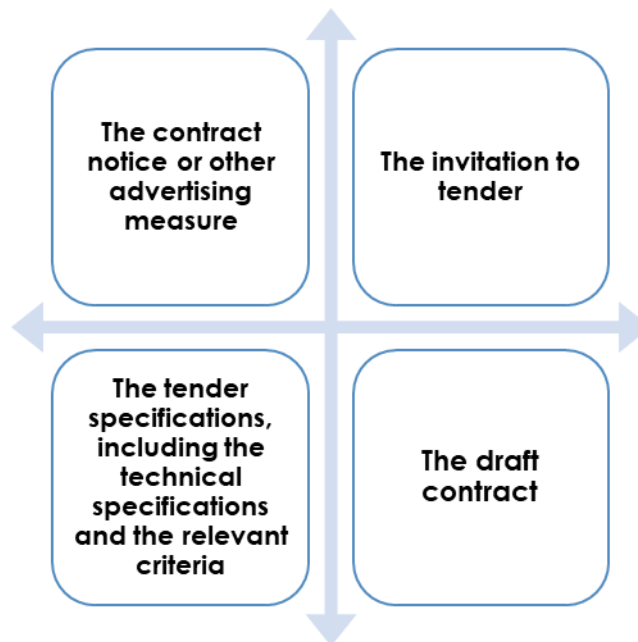 The contract
notice or other
advertising
measure
The invitation to
tender
The tender
specifications,
including the
technical
specifications
and the relevant
criteria
The draft
contract